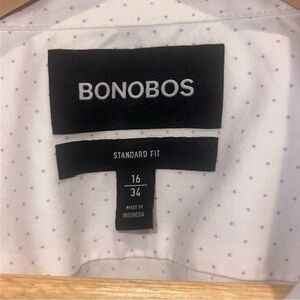 BONOBOS
STANDARD FIT
16
34
MADE IN
INDONESIA